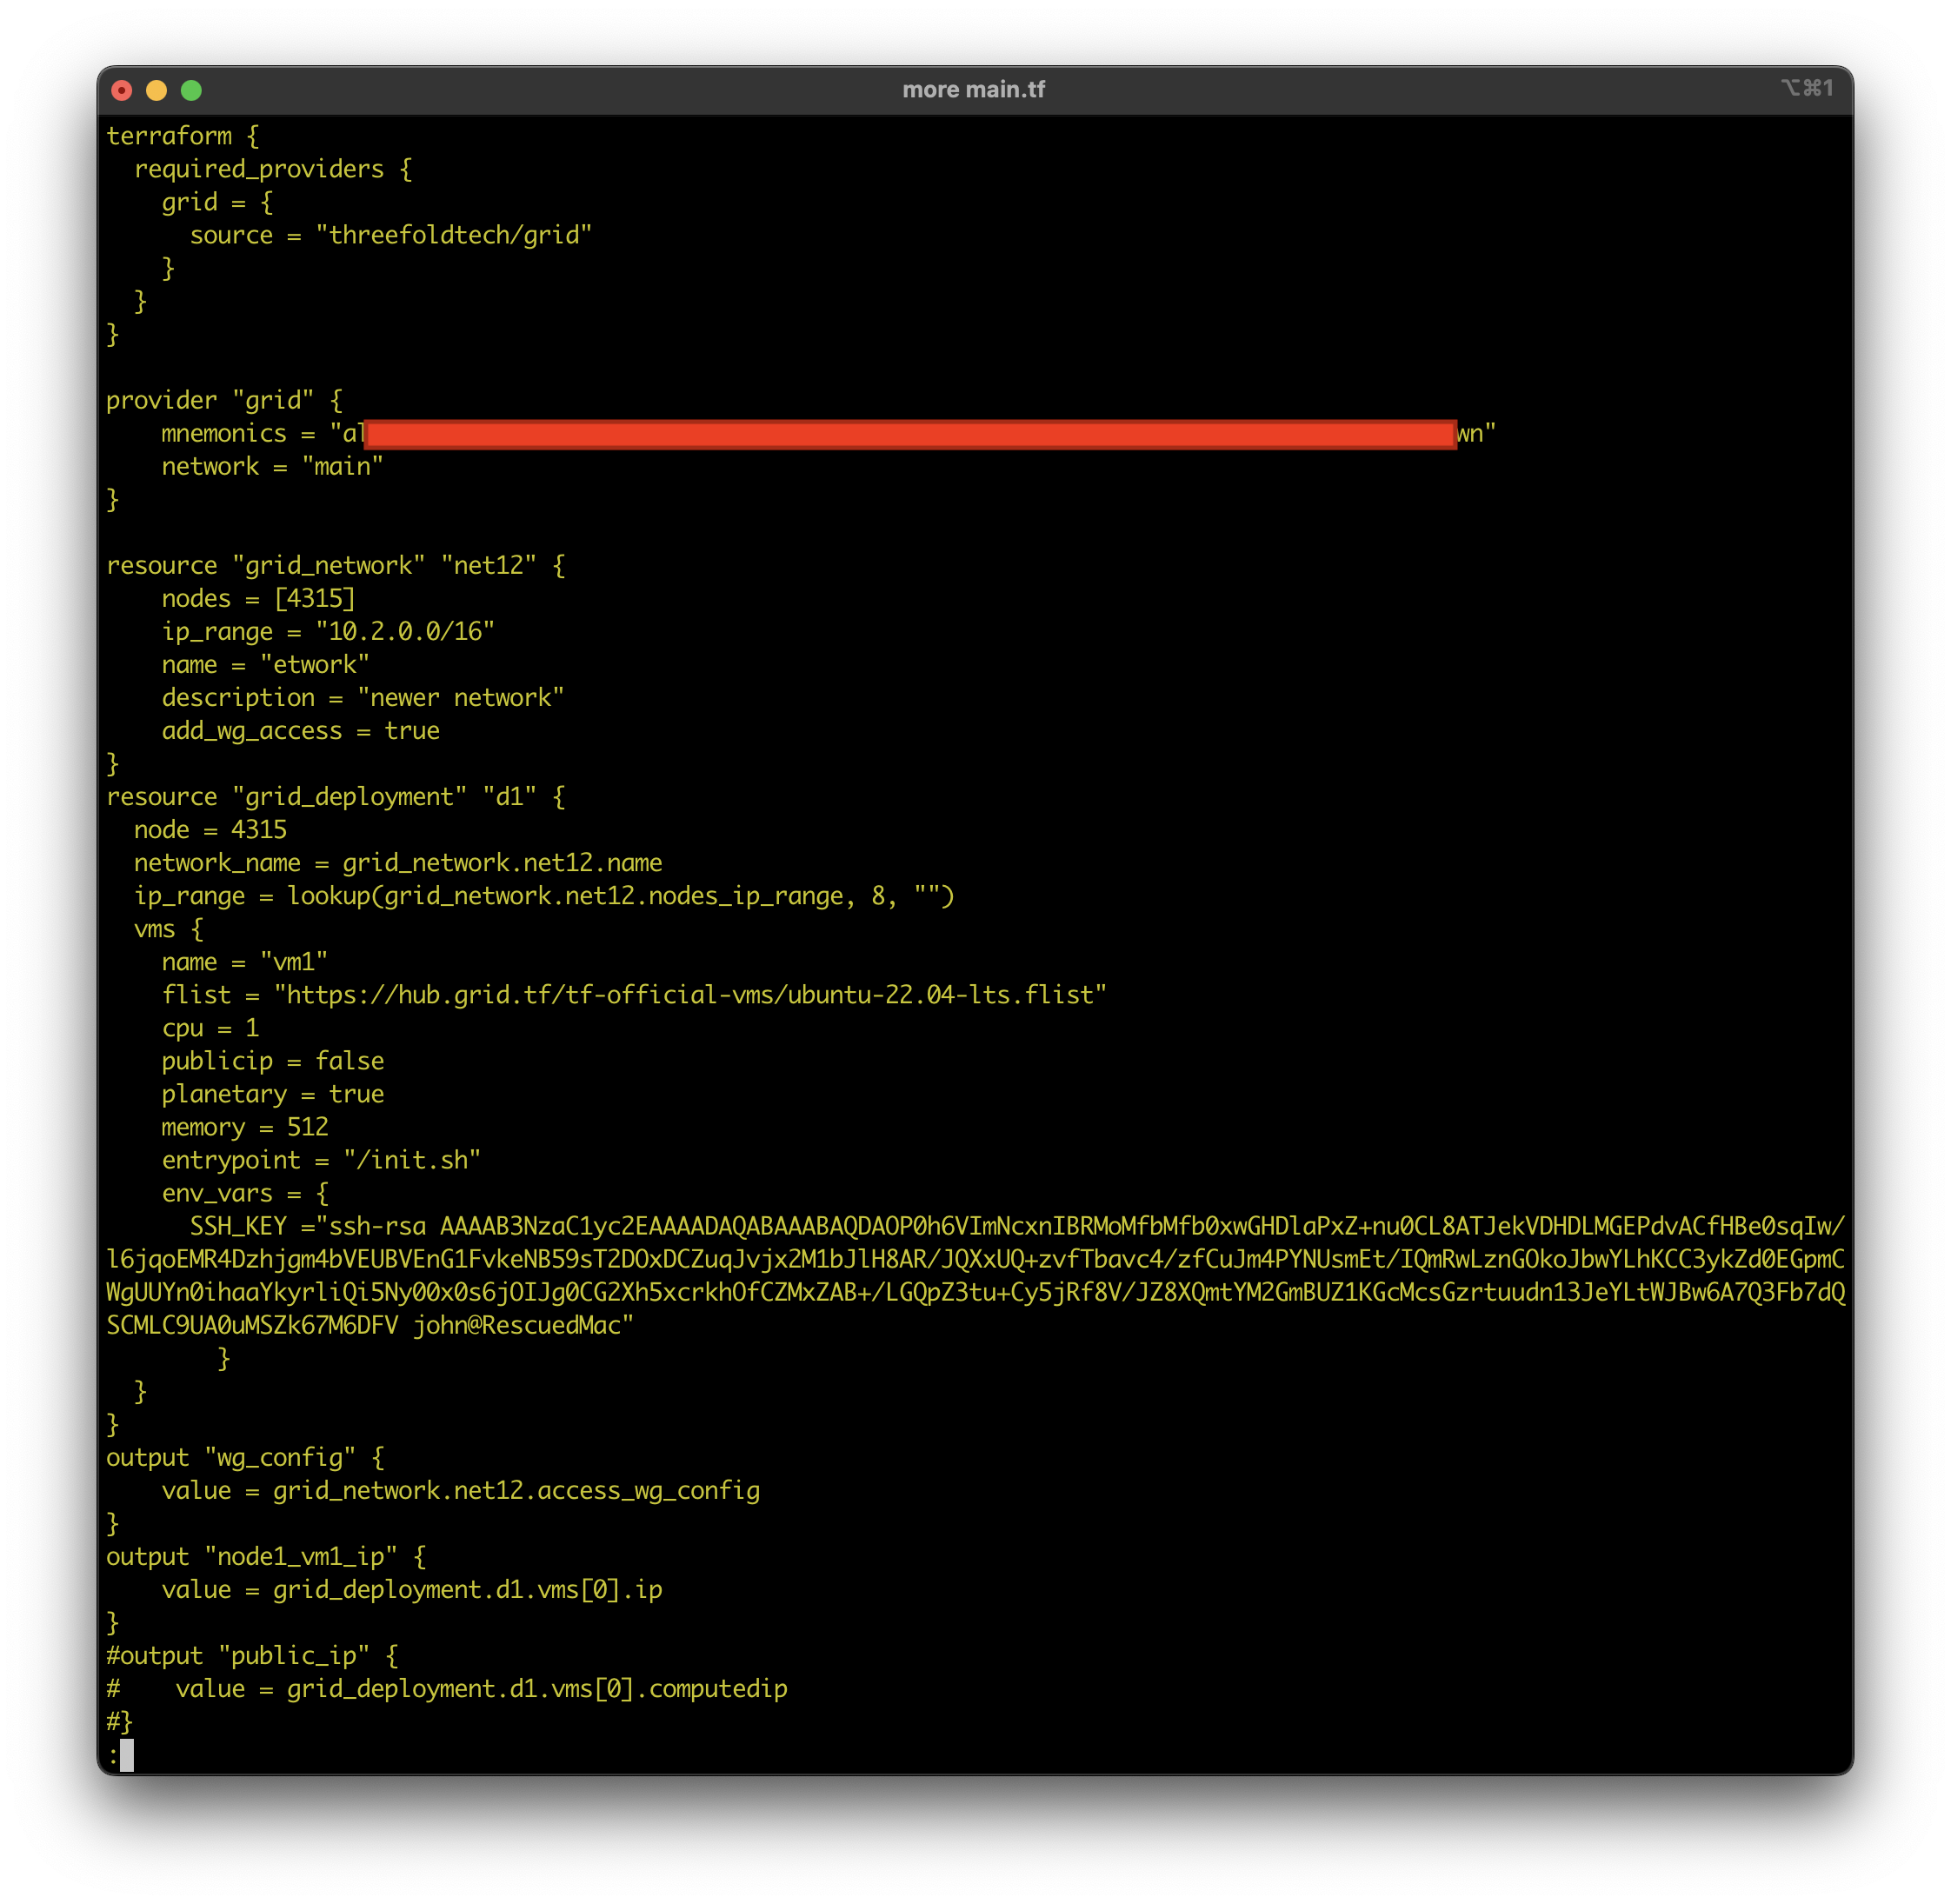 more main.tf
⌥⌘1
terraform {
  required_providers {
    grid = {
      source = "threefoldtech/grid"
    }
  }
}

provider "grid" {
    mnemonics = "al wn"
    network = "main"
}

resource "grid_network" "net12" {
    nodes = [4315]
    ip_range = "10.2.0.0/16"
    name = "etwork"
    description = "newer network"
    add_wg_access = true
}
resource "grid_deployment" "d1" {
  node = 4315
  network_name = grid_network.net12.name
  ip_range = lookup(grid_network.net12.nodes_ip_range, 8, "")
  vms {
    name = "vm1"
    flist = "https://hub.grid.tf/tf-official-vms/ubuntu-22.04-lts.flist"
    cpu = 1
    publicip = false
    planetary = true
    memory = 512
    entrypoint = "/init.sh"
    env_vars = {
      SSH_KEY ="ssh-rsa AAAAB3NzaC1yc2EAAAADAQABAAABAQDAOP0h6VImNcxnIBRMoMfbMfb0xwGHDlaPxZ+nu0CL8ATJekVDHDLMGEPdvACfHBe0sqIw/
l6jqoEMR4Dzhjgm4bVEUBVEnG1FvkeNB59sT2DOxDCZuqJvjx2M1bJlH8AR/JQXxUQ+zvfTbavc4/zfCuJm4PYNUsmEt/IQmRwLznGOkoJbwYLhKCC3ykZd0EGpmC
WgUUYn0ihaaYkyrliQi5Ny00x0s6jOIJg0CG2Xh5xcrkhOfCZMxZAB+/LGQpZ3tu+Cy5jRf8V/JZ8XQmtYM2GmBUZ1KGcMcsGzrtuudn13JeYLtWJBw6A7Q3Fb7dQ
SCMLC9UA0uMSZk67M6DFV john@RescuedMac"
        }
  }
}
output "wg_config" {
    value = grid_network.net12.access_wg_config
}
output "node1_vm1_ip" {
    value = grid_deployment.d1.vms[0].ip
}
#output "public_ip" {
#    value = grid_deployment.d1.vms[0].computedip
#}
: